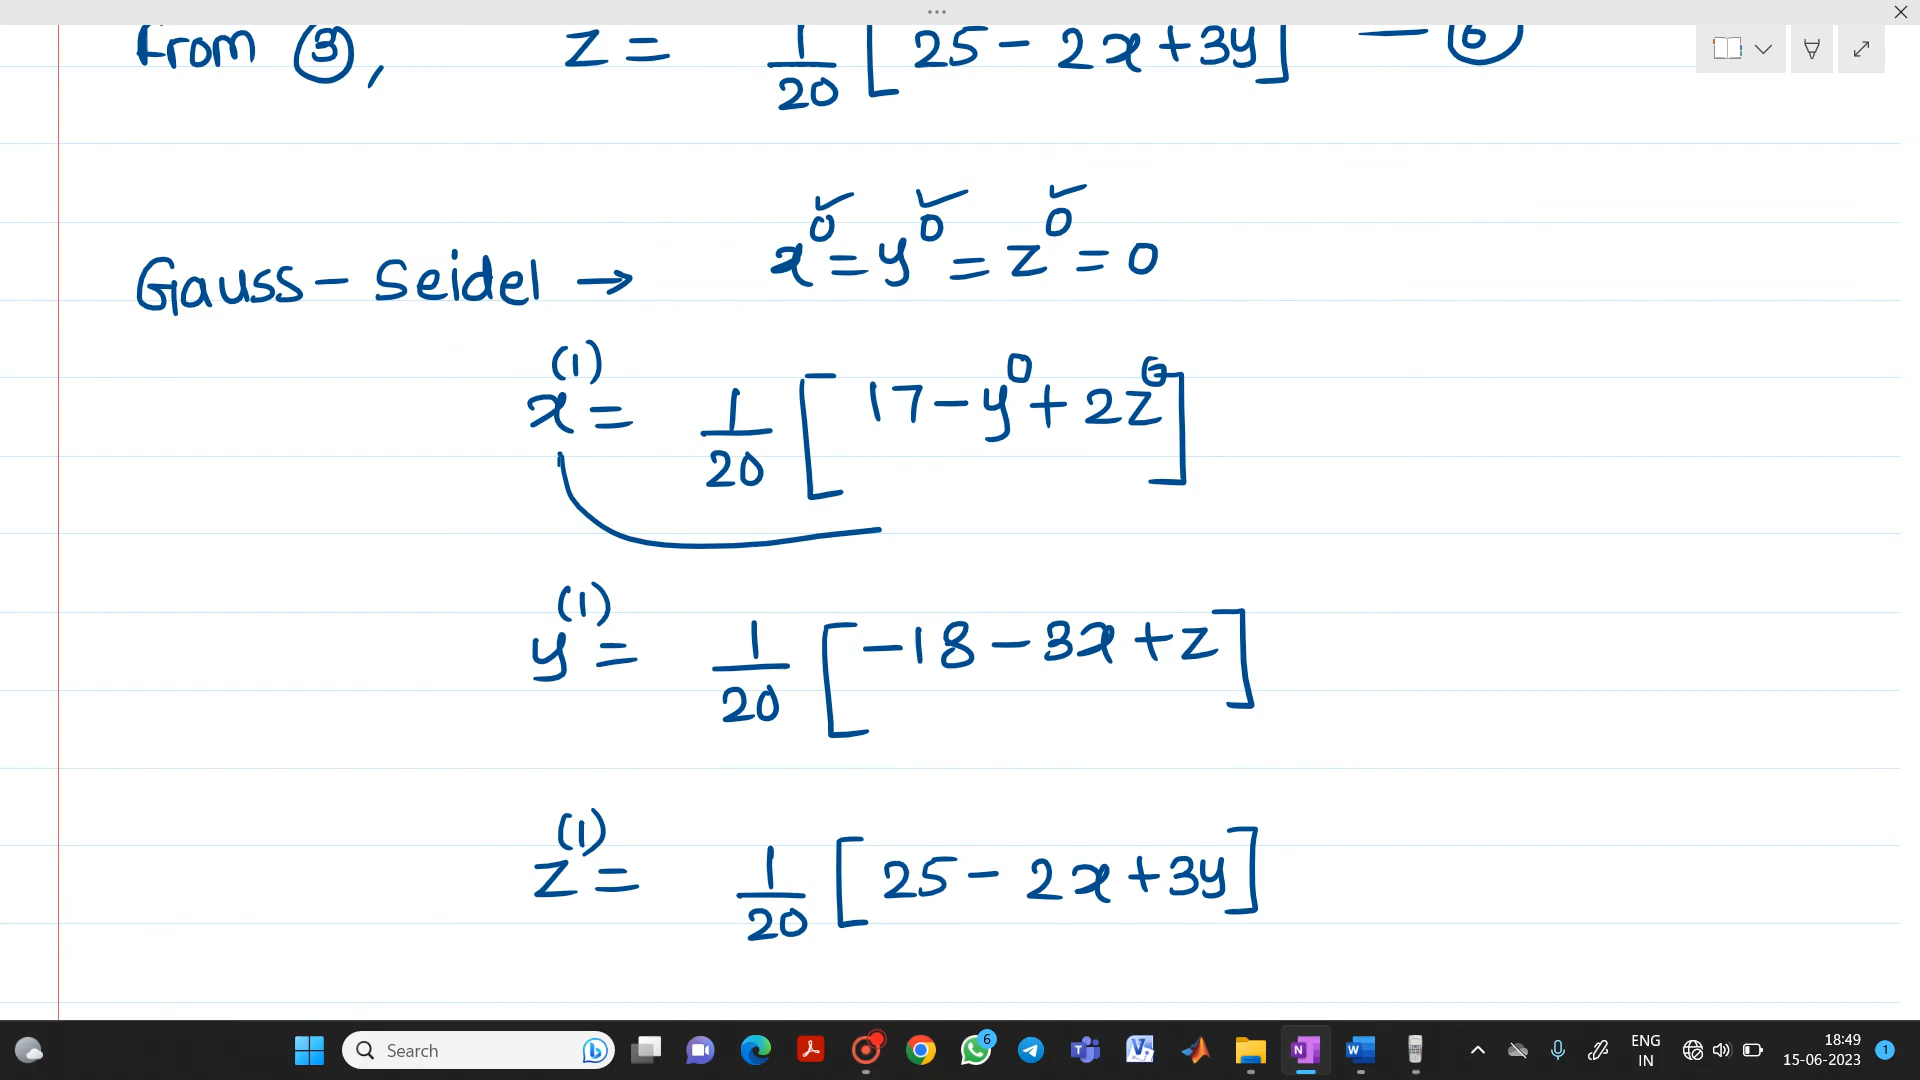 From ③, z = 1/20 [25 - 2x + 3y] — ⑥
x⁰ = y⁰ = z⁰ = 0
Gauss - Seidel →
x⁽¹⁾ = 1/20 [17 - y⁰ + 2z⁰]
y⁽¹⁾ = 1/20 [-18 - 3x + z]
z⁽¹⁾ = 1/20 [25 - 2x + 3y]
Search
6
ENG
IN
18:49
15-06-2023
1